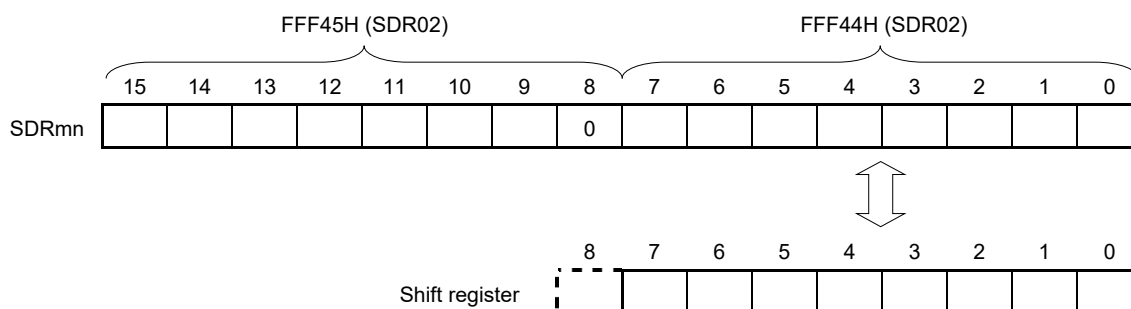 FFF45H (SDR02) FFF44H (SDR02)
15 14 13 12 11 10 9 8 7 6 5 4 3 2 1 0
SDRmn 0
8 7 6 5 4 3 2 1 0
Shift register